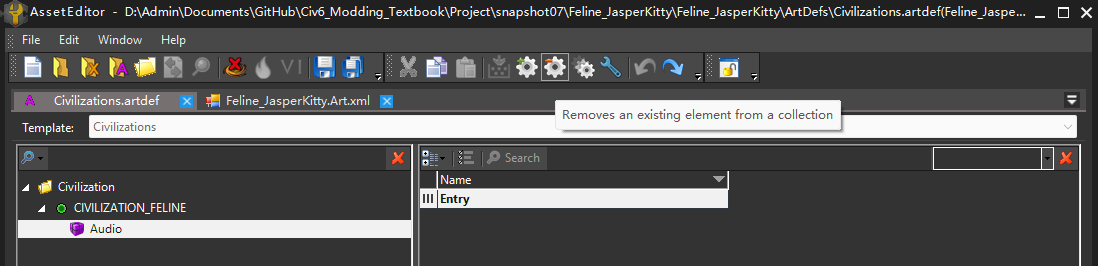 AssetEditor - D:\Admin\Documents\GitHub\Civ6_Modding_Textbook\Project\snapshot07\Feline_JasperKitty\Feline_JasperKitty\ArtDefs\Civilizations.artdef(Feline_Jaspe...
File Edit Window Help
VI
Civilizations.artdef Feline_JasperKitty.Art.xml
Removes an existing element from a collection
Template: Civilizations
Search
Name
Civilization
Entry
CIVILIZATION_FELINE
Audio